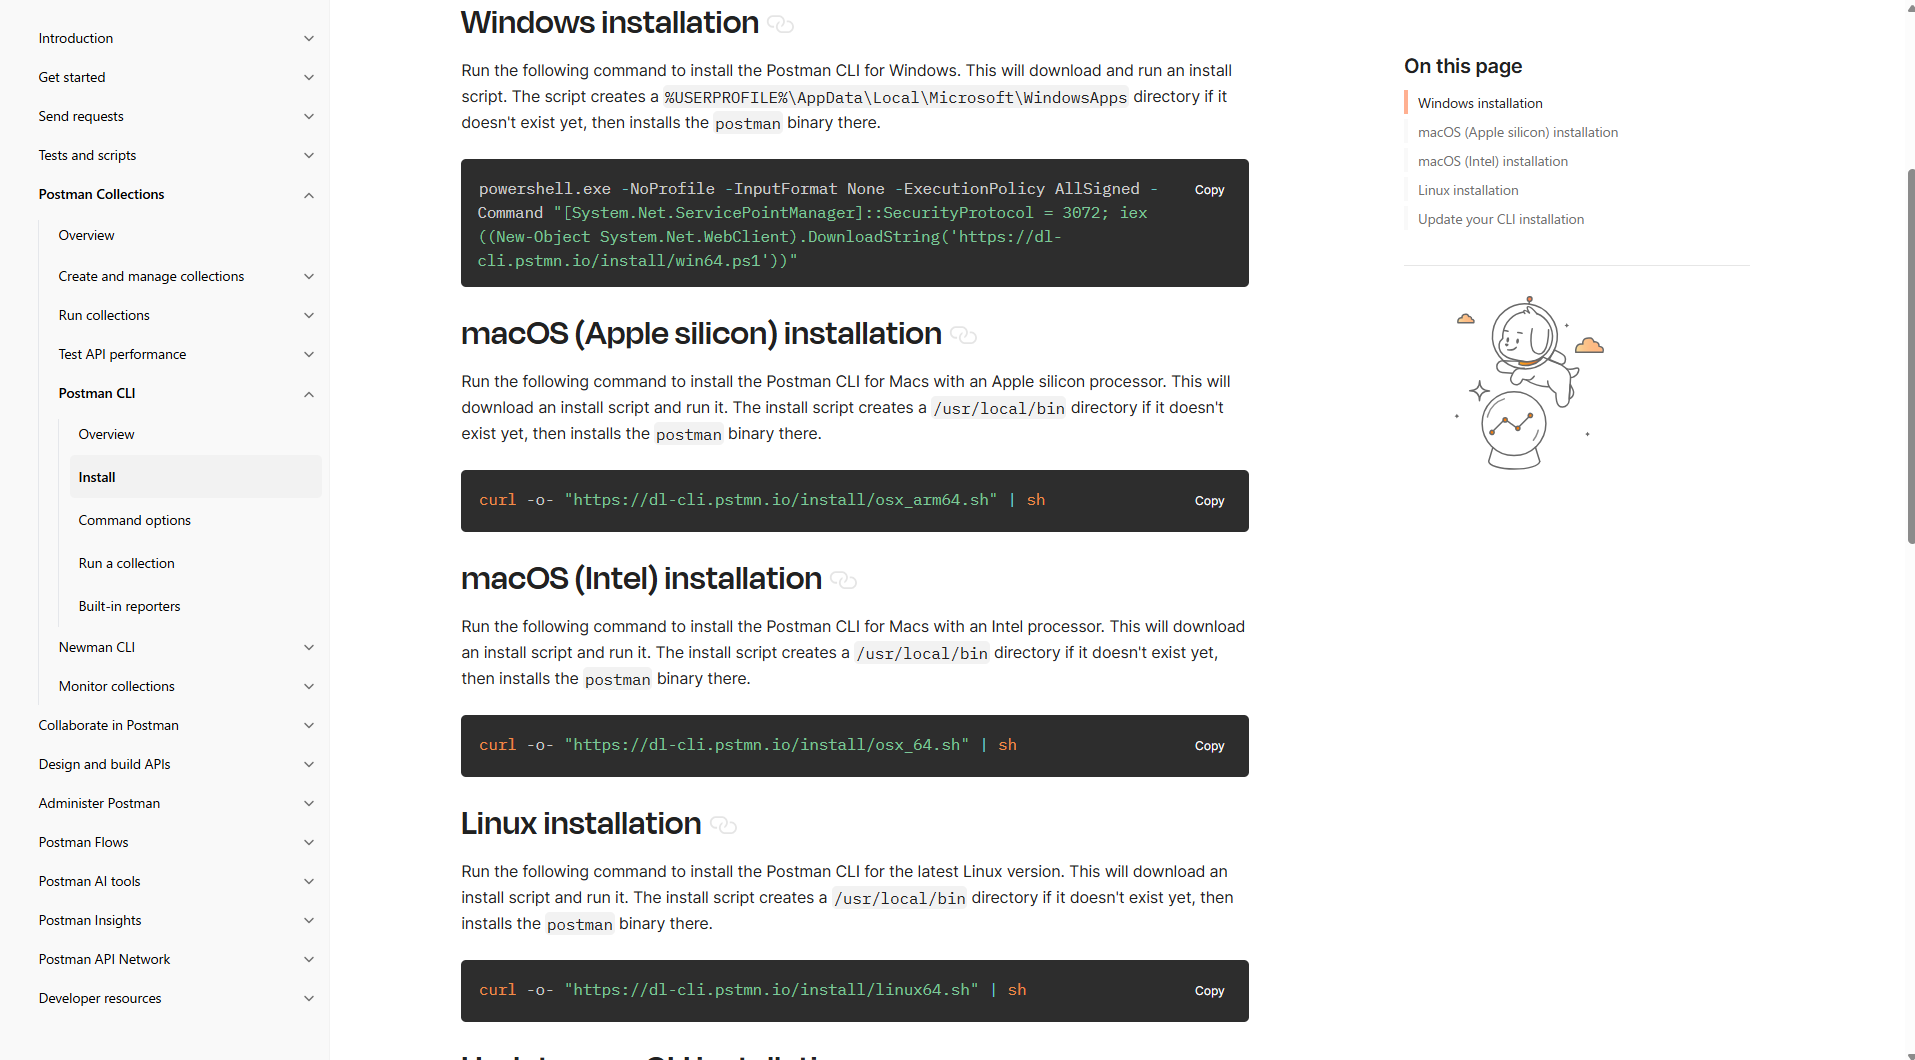 Introduction
Get started
Send requests
Tests and scripts
Postman Collections
Overview
Create and manage collections
Run collections
Test API performance
Postman CLI
Overview
Install
Command options
Run a collection
Built-in reporters
Newman CLI
Monitor collections
Collaborate in Postman
Design and build APIs
Administer Postman
Postman Flows
Postman AI tools
Postman Insights
Postman API Network
Developer resources
Windows installation
Run the following command to install the Postman CLI for Windows. This will download and run an install
script. The script creates a %USERPROFILE%\AppData\Local\Microsoft\WindowsApps directory if it
doesn't exist yet, then installs the postman binary there.
powershell.exe -NoProfile -InputFormat None -ExecutionPolicy AllSigned -
Command "[System.Net.ServicePointManager]::SecurityProtocol = 3072; iex
((New-Object System.Net.WebClient).DownloadString('https://dl-
cli.pstmn.io/install/win64.ps1'))"
Copy
macOS (Apple silicon) installation
Run the following command to install the Postman CLI for Macs with an Apple silicon processor. This will
download an install script and run it. The install script creates a /usr/local/bin directory if it doesn't
exist yet, then installs the postman binary there.
curl -o- "https://dl-cli.pstmn.io/install/osx_arm64.sh" | sh
Copy
macOS (Intel) installation
Run the following command to install the Postman CLI for Macs with an Intel processor. This will download
an install script and run it. The install script creates a /usr/local/bin directory if it doesn't exist yet,
then installs the postman binary there.
curl -o- "https://dl-cli.pstmn.io/install/osx_64.sh" | sh
Copy
Linux installation
Run the following command to install the Postman CLI for the latest Linux version. This will download an
install script and run it. The install script creates a /usr/local/bin directory if it doesn't exist yet, then
installs the postman binary there.
curl -o- "https://dl-cli.pstmn.io/install/linux64.sh" | sh
Copy
On this page
Windows installation
macOS (Apple silicon) installation
macOS (Intel) installation
Linux installation
Update your CLI installation